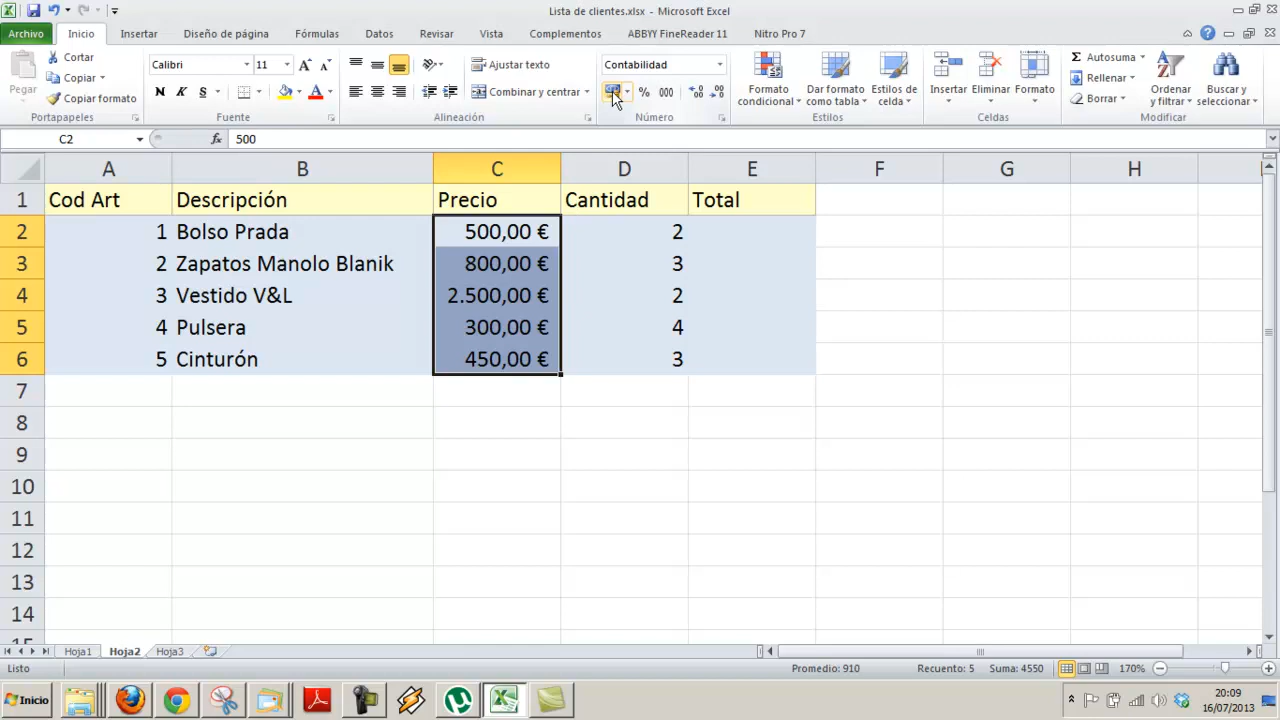 Lista de clientes.xlsx - Microsoft Excel
Archivo Inicio Insertar Diseño de página Fórmulas Datos Revisar Vista Complementos ABBYY FineReader 11 Nitro Pro 7
Pegar
Cortar
Copiar
Copiar formato
Portapapeles
Calibri 11
N K S
Fuente
Ajustar texto
Combinar y centrar
Alineación
Contabilidad
% 000
Número
Formato condicional
Dar formato como tabla
Estilos de celda
Estilos
Insertar Eliminar Formato
Celdas
Autosuma
Rellenar
Borrar
Ordenar y filtrar
Buscar y seleccionar
Modificar
C2 fx 500
A B C D E F G H
1 Cod Art Descripción Precio Cantidad Total
2 1 Bolso Prada 500,00 € 2
3 2 Zapatos Manolo Blanik 800,00 € 3
4 3 Vestido V&L 2.500,00 € 2
5 4 Pulsera 300,00 € 4
6 5 Cinturón 450,00 € 3
7
8
9
10
11
12
13
14
15
Hoja1 Hoja2 Hoja3
Listo Promedio: 910 Recuento: 5 Suma: 4550 170%
Inicio 20:09
16/07/2013